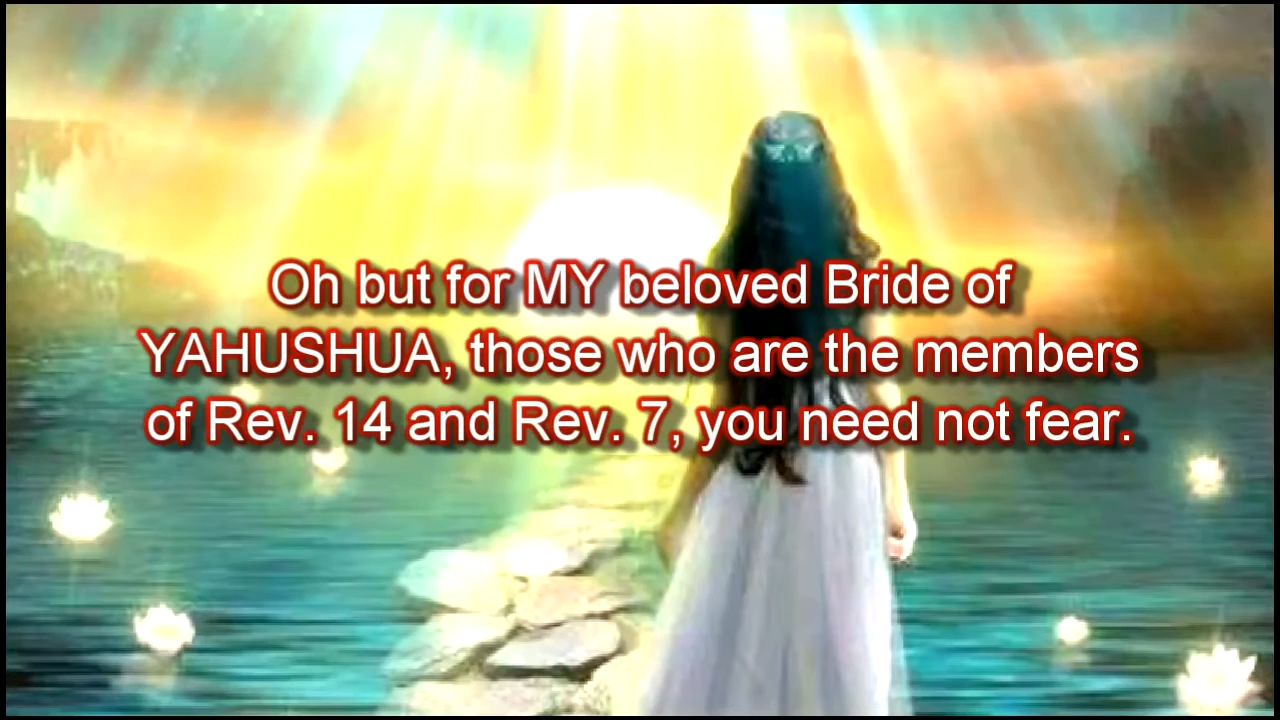 Oh but for MY beloved Bride of
YAHUSHUA, those who are the members
of Rev. 14 and Rev. 7, you need not fear.